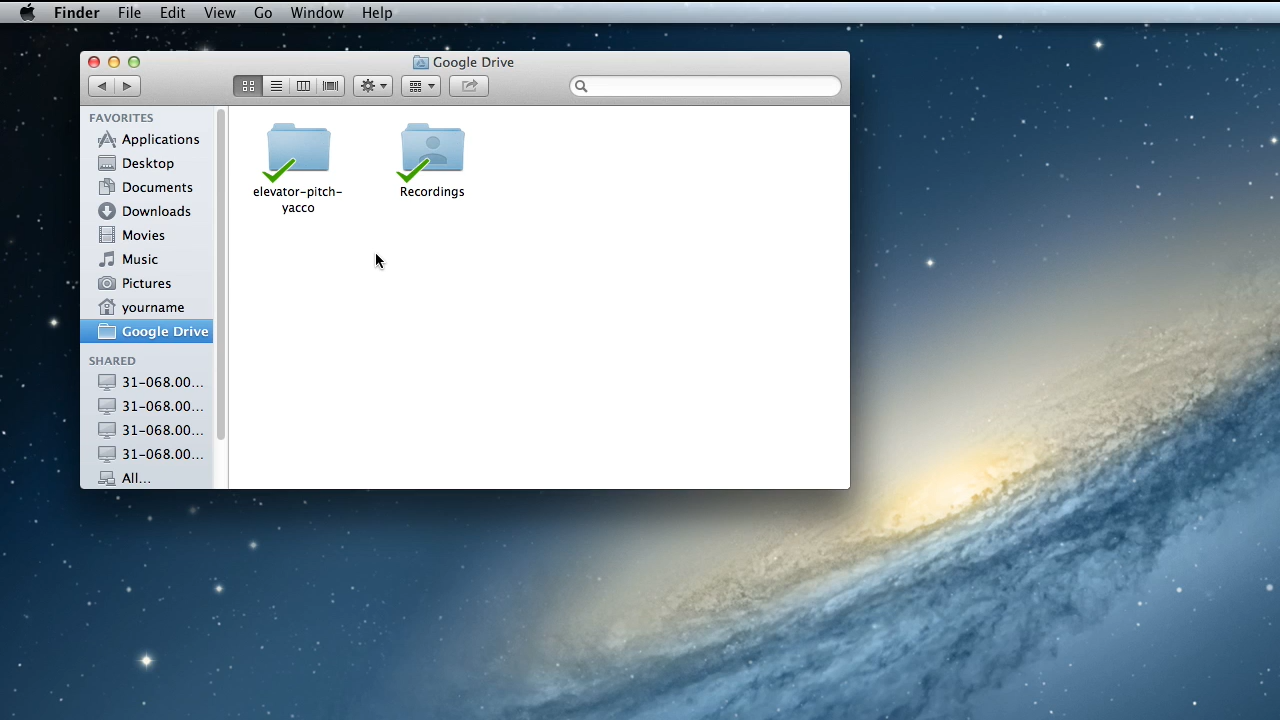 Finder File Edit View Go Window Help
Google Drive
FAVORITES
Applications
Desktop
Documents
Downloads
Movies
Music
Pictures
yourname
Google Drive
SHARED
31-068.00...
31-068.00...
31-068.00...
31-068.00...
All...
elevator-pitch-
yacco
Recordings